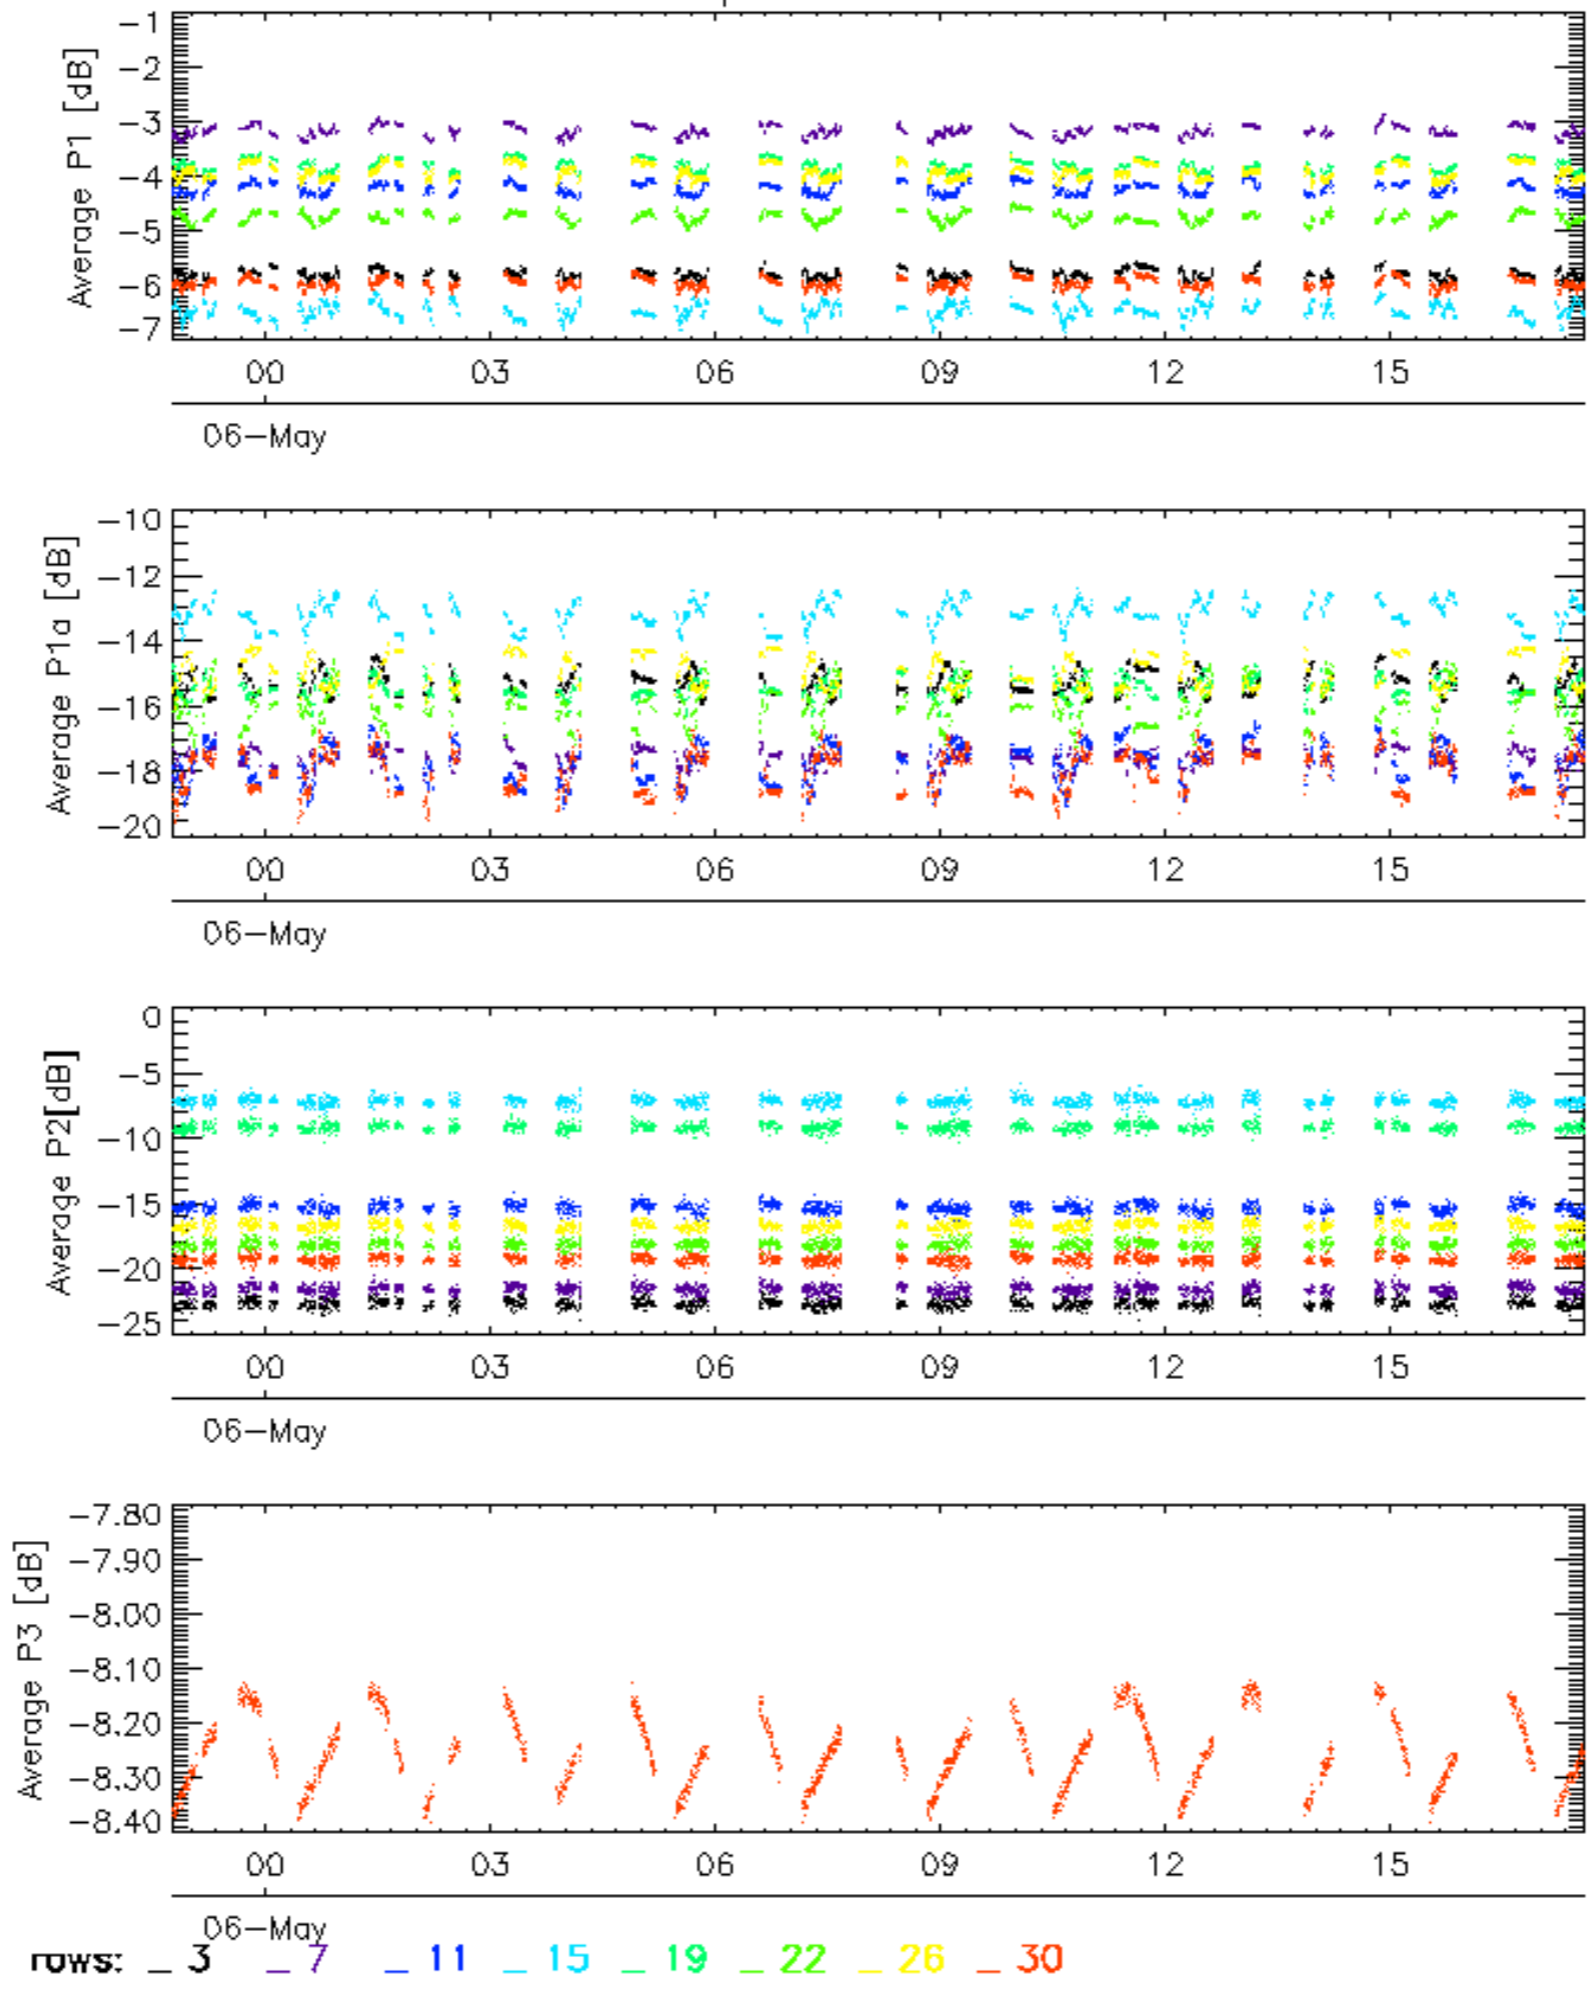 Average P1 [dB]
-1
-2
-3
-4
-5
-6
-7
00 03 06 09 12 15
06-May
Average P1a [dB]
-10
-12
-14
-16
-18
-20
00 03 06 09 12 15
06-May
Average P2[dB]
0
-5
-10
-15
-20
-25
00 03 06 09 12 15
06-May
Average P3 [dB]
-7.80
-7.90
-8.00
-8.10
-8.20
-8.30
-8.40
00 03 06 09 12 15
06-May
rows: _ 3 _ 7 _ 11 _ 15 _ 19 _ 22 _ 26 _ 30